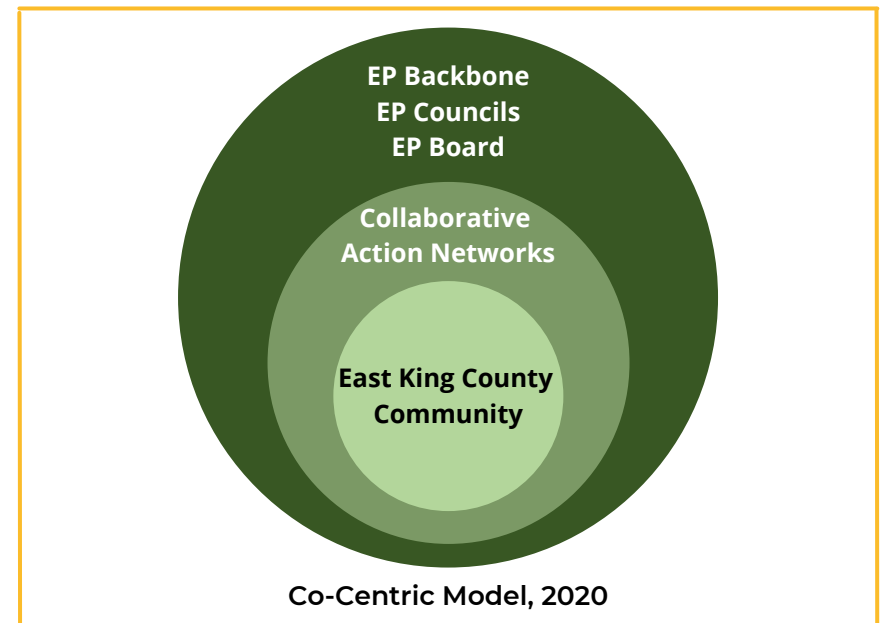 EP Backbone
EP Councils
EP Board
Collaborative
Action Networks
East King County
Community
Co-Centric Model, 2020